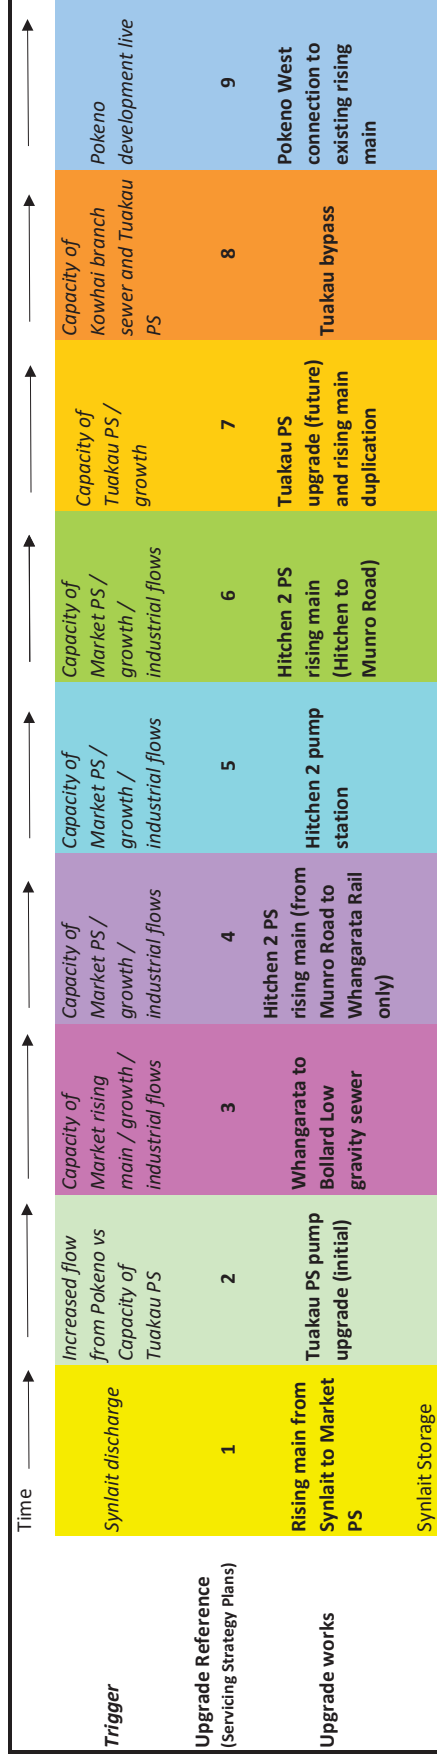 Time
Trigger
Synlait discharge
Increased flow
from Pokeno vs
Capacity of
Tuakau PS
Capacity of
Market rising
main / growth /
industrial flows
Capacity of
Market PS /
growth /
industrial flows
Capacity of
Market PS /
growth /
industrial flows
Capacity of
Market PS /
growth /
industrial flows
Capacity of
Tuakau PS /
growth
Capacity of
Kowhai branch
sewer and Tuakau
PS
Pokeno
development live
Upgrade Reference
(Servicing Strategy Plans)
1
2
3
4
5
6
7
8
9
Upgrade works
Rising main from
Synlait to Market
PS
Tuakau PS pump
upgrade (initial)
Whangarata to
Bollard Low
gravity sewer
Hitchen 2 PS
rising main (from
Munro Road to
Whangarata Rail
only)
Hitchen 2 pump
station
Hitchen 2 PS
rising main
(Hitchen to
Munro Road)
Tuakau PS
upgrade (future)
and rising main
duplication
Tuakau bypass
Pokeno West
connection to
existing rising
main
Synlait Storage